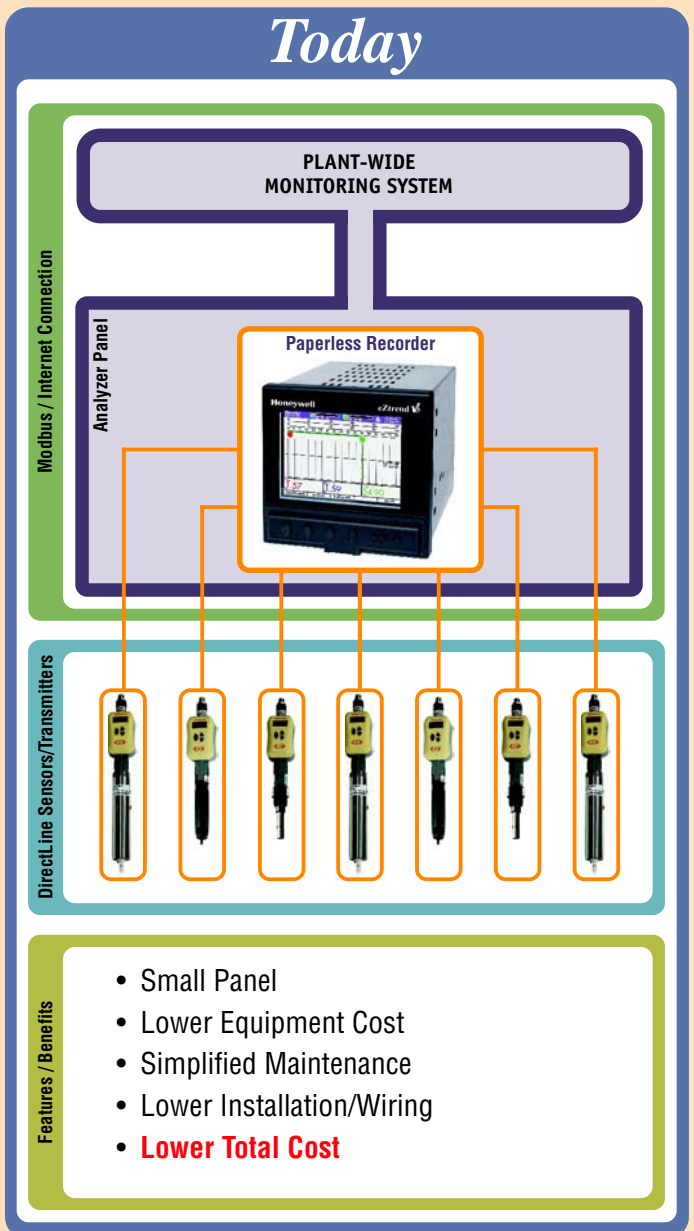 Today
PLANT-WIDE
MONITORING SYSTEM
Modbus / Internet Connection
Analyzer Panel
Paperless Recorder
Honeywell
eZtrend
DirectLine Sensors/Transmitters
Features / Benefits
• Small Panel
• Lower Equipment Cost
• Simplified Maintenance
• Lower Installation/Wiring
• Lower Total Cost